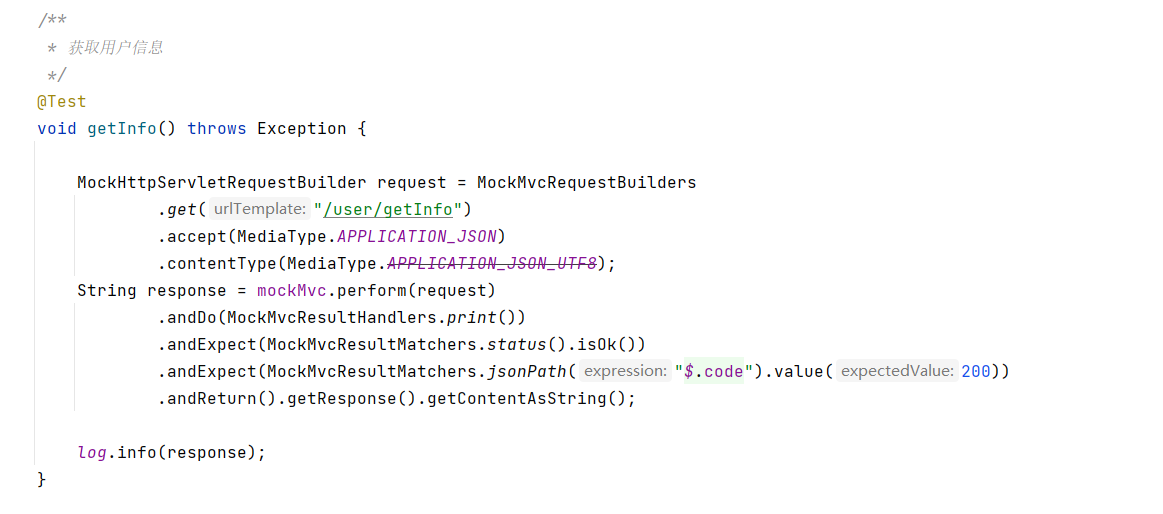 /**
 * 获取用户信息
 */
@Test
void getInfo() throws Exception {
MockHttpServletRequestBuilder request = MockMvcRequestBuilders
.get( urlTemplate: "/user/getInfo")
.accept(MediaType.APPLICATION_JSON)
.contentType(MediaType.APPLICATION_JSON_UTF8);
String response = mockMvc.perform(request)
.andDo(MockMvcResultHandlers.print())
.andExpect(MockMvcResultMatchers.status().isOk())
.andExpect(MockMvcResultMatchers.jsonPath( expression: "$.code").value( expectedValue: 200))
.andReturn().getResponse().getContentAsString();
log.info(response);
}